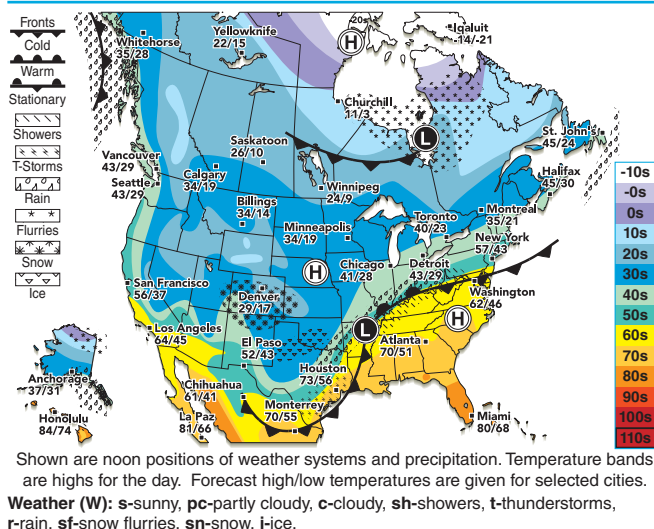 Fronts
Cold
Warm
Stationary
Showers
T-Storms
Rain
Flurries
Snow
Ice
Whitehorse
35/28
Yellowknife
22/15
-20s
H
Iqaluit
-14/-21
Churchill
11/3
L
St. John's
45/24
Saskatoon
26/10
Vancouver
43/29
Seattle
43/29
Calgary
34/19
Winnipeg
24/9
Halifax
45/30
Billings
34/14
Minneapolis
34/19
Toronto
40/23
Montreal
35/21
New York
57/43
Chicago
41/28
Detroit
43/29
H
San Francisco
56/37
Denver
29/17
Washington
62/46
Los Angeles
64/45
L
H
Atlanta
70/51
El Paso
52/43
Houston
73/56
Chihuahua
61/41
Monterrey
70/55
La Paz
81/66
Miami
80/68
Anchorage
37/31
Honolulu
84/74
-10s
-0s
0s
10s
20s
30s
40s
50s
60s
70s
80s
90s
100s
110s
Shown are noon positions of weather systems and precipitation. Temperature bands
are highs for the day. Forecast high/low temperatures are given for selected cities.
Weather (W): s-sunny, pc-partly cloudy, c-cloudy, sh-showers, t-thunderstorms,
r-rain, sf-snow flurries, sn-snow, i-ice.